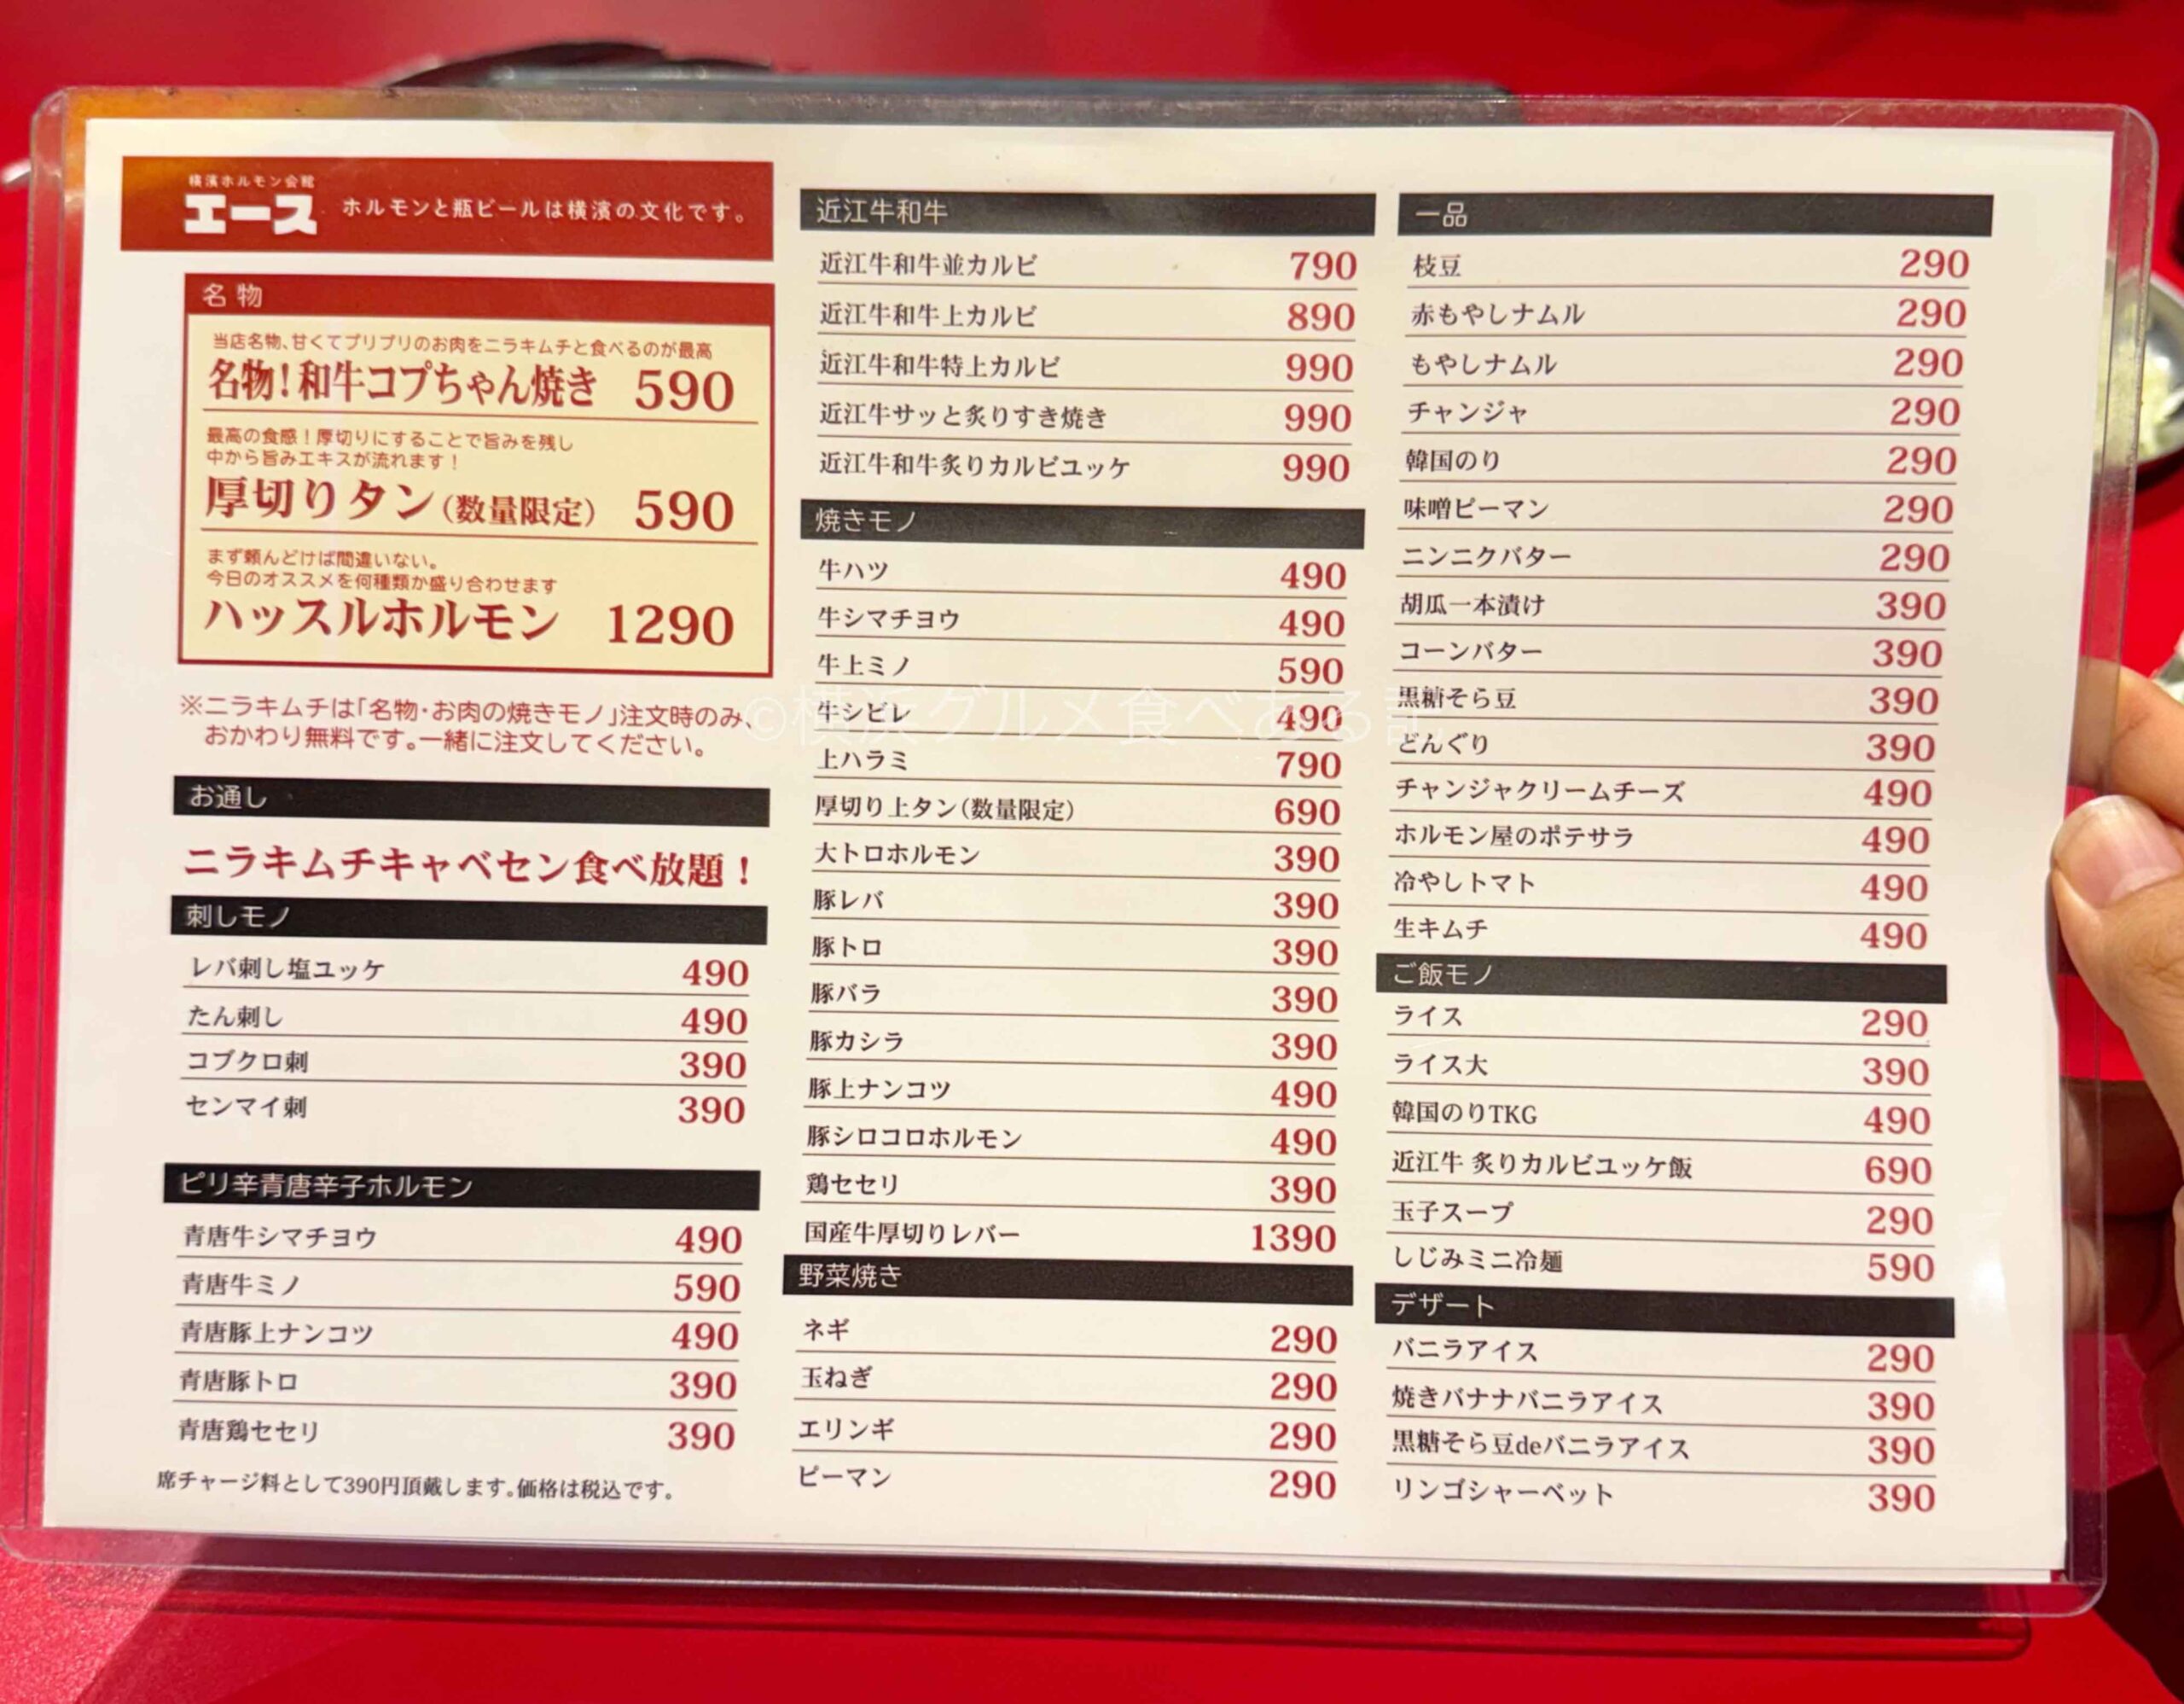 横濱ホルモン会館
エース
ホルモンと瓶ビールは横濱の文化です。
名物
当店名物、甘くてプリプリのお肉をニラキムチと食べるのが最高
名物！和牛コプちゃん焼き 590
最高の食感！厚切りにすることで旨みを残し
中から旨みエキスが流れます！
厚切りタン（数量限定） 590
まず頼んどけば間違いない。
今日のオススメを何種類か盛り合わせます
ハッスルホルモン 1290
※ニラキムチは「名物・お肉の焼きモノ」注文時のみ、
おかわり無料です。一緒に注文してください。
お通し
ニラキムチキャベセン食べ放題！
刺しモノ
レバ刺し塩ユッケ 490
たん刺し 490
コブクロ刺 390
センマイ刺 390
ピリ辛青唐辛子ホルモン
青唐牛シマチヨウ 490
青唐牛ミノ 590
青唐豚上ナンコツ 490
青唐豚トロ 390
青唐鶏セセリ 390
席チャージ料として390円頂戴します。価格は税込です。
近江牛和牛
近江牛和牛並カルビ 790
近江牛和牛上カルビ 890
近江牛和牛特上カルビ 990
近江牛サッと炙りすき焼き 990
近江牛和牛炙りカルビユッケ 990
焼きモノ
牛ハツ 490
牛シマチヨウ 490
牛上ミノ 590
牛シビレ 490
上ハラミ 790
厚切り上タン（数量限定） 690
大トロホルモン 390
豚レバ 390
豚トロ 390
豚バラ 390
豚カシラ 390
豚上ナンコツ 490
豚シロコロホルモン 490
鶏セセリ 390
国産牛厚切りレバー 1390
野菜焼き
ネギ 290
玉ねぎ 290
エリンギ 290
ピーマン 290
一品
枝豆 290
赤もやしナムル 290
もやしナムル 290
チャンジャ 290
韓国のり 290
味噌ピーマン 290
ニンニクバター 290
胡瓜一本漬け 390
コーンバター 390
黒糖そら豆 390
どんぐり 390
チャンジャクリームチーズ 490
ホルモン屋のポテサラ 490
冷やしトマト 490
生キムチ 490
ご飯モノ
ライス 290
ライス大 390
韓国のりTKG 490
近江牛 炙りカルビユッケ飯 690
玉子スープ 290
しじみミニ冷麺 590
デザート
バニラアイス 290
焼きバナナバニラアイス 390
黒糖そら豆deバニラアイス 390
リンゴシャーベット 390
©横浜グルメ食べある記